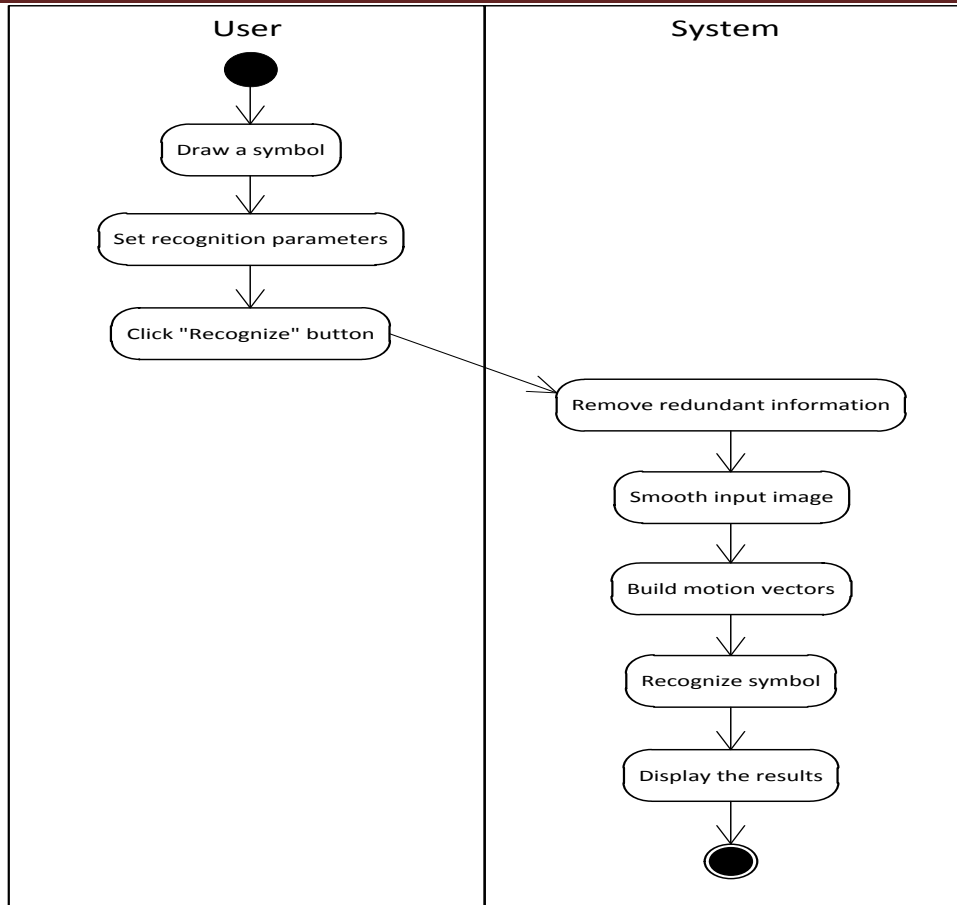 User
System
Draw a symbol
Set recognition parameters
Click "Recognize" button
Remove redundant information
Smooth input image
Build motion vectors
Recognize symbol
Display the results